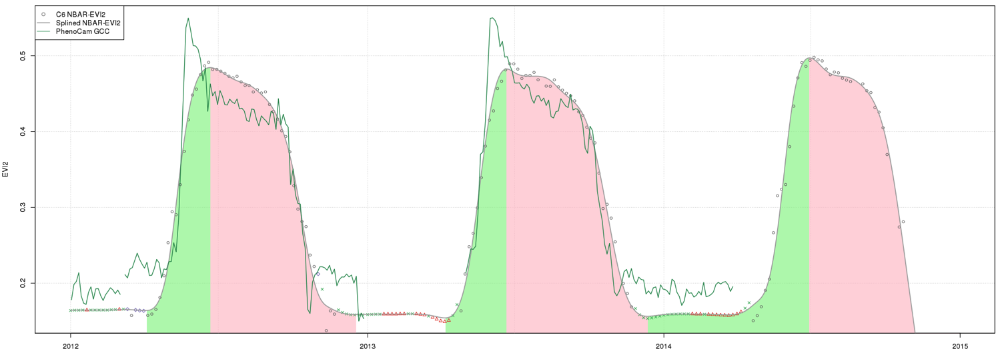 C6 NBAR-EVI2
Splined NBAR-EVI2
PhenoCam GCC
EVI2
0.5
0.4
0.3
0.2
2012
2013
2014
2015